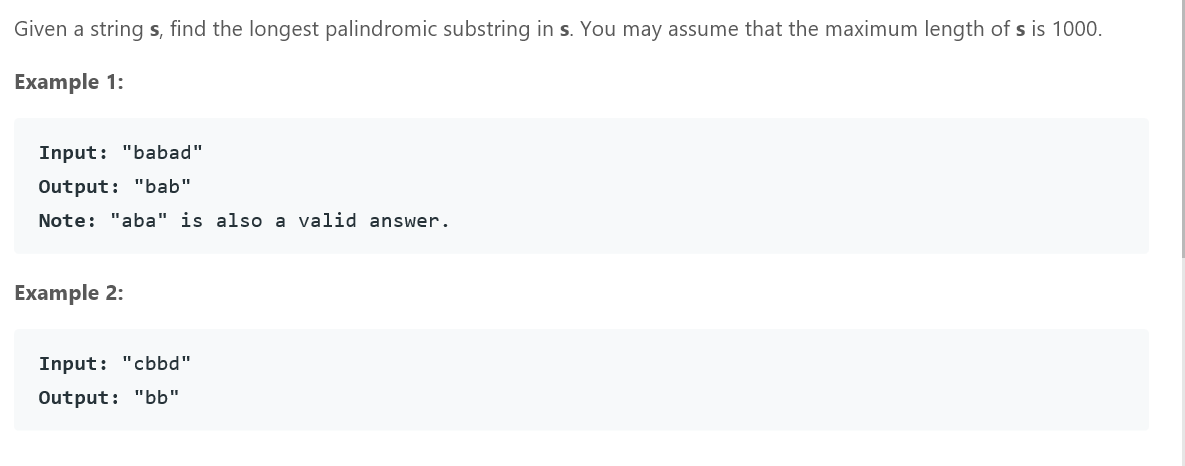 Given a string s, find the longest palindromic substring in s. You may assume that the maximum length of s is 1000.
Example 1:
Input: "babad"
Output: "bab"
Note: "aba" is also a valid answer.
Example 2:
Input: "cbbd"
Output: "bb"